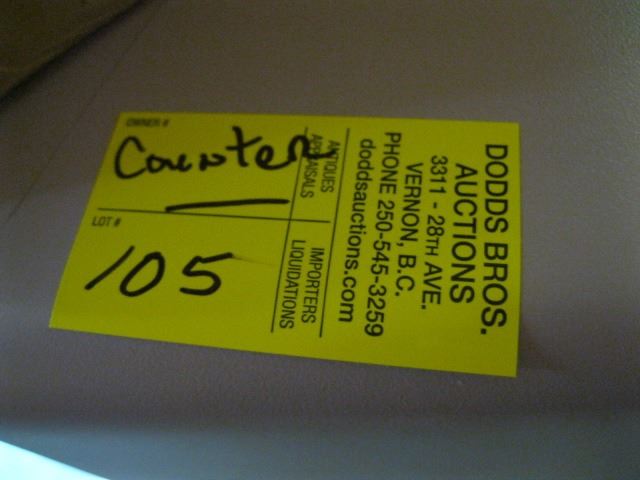 DODDS BROS.
AUCTIONS
3311 - 28TH AVE.
VERNON, B.C.
PHONE 250-545-3259
doddsauctions.com
ANTIQUES
APPRAISALS
IMPORTERS
LIQUIDATIONS
OWNER #
Counter
LOT #
105